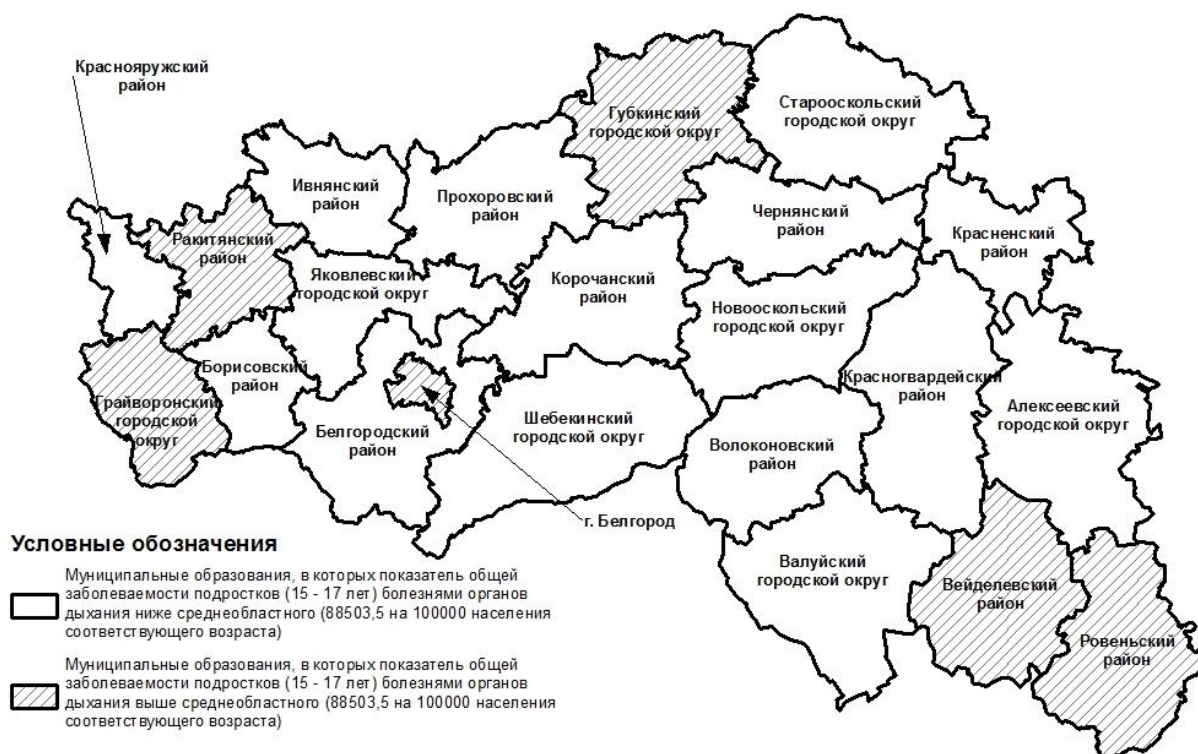 Краснояружский
район
Губкинский
городской округ
Старооскольский
городской округ
Ивнянский
район
Прохоровский
район
Чернянский
район
Красненский
район
Ракитянский
район
Яковлевский
городской округ
Корочанский
район
Новооскольский
городской округ
Борисовский
район
Красногвардейский
район
Грайворонский
городской
округ
Алексеевский
городской округ
Белгородский
район
Шебекинский
городской округ
Волоконовский
район
г. Белгород
Валуйский
городской округ
Вейделевский
район
Ровеньский
район
Условные обозначения
Муниципальные образования, в которых показатель общей
заболеваемости подростков (15 - 17 лет) болезнями органов
дыхания ниже среднеобластного (88503,5 на 100000 населения
соответствующего возраста)
Муниципальные образования, в которых показатель общей
заболеваемости подростков (15 - 17 лет) болезнями органов
дыхания выше среднеобластного (88503,5 на 100000 населения
соответствующего возраста)